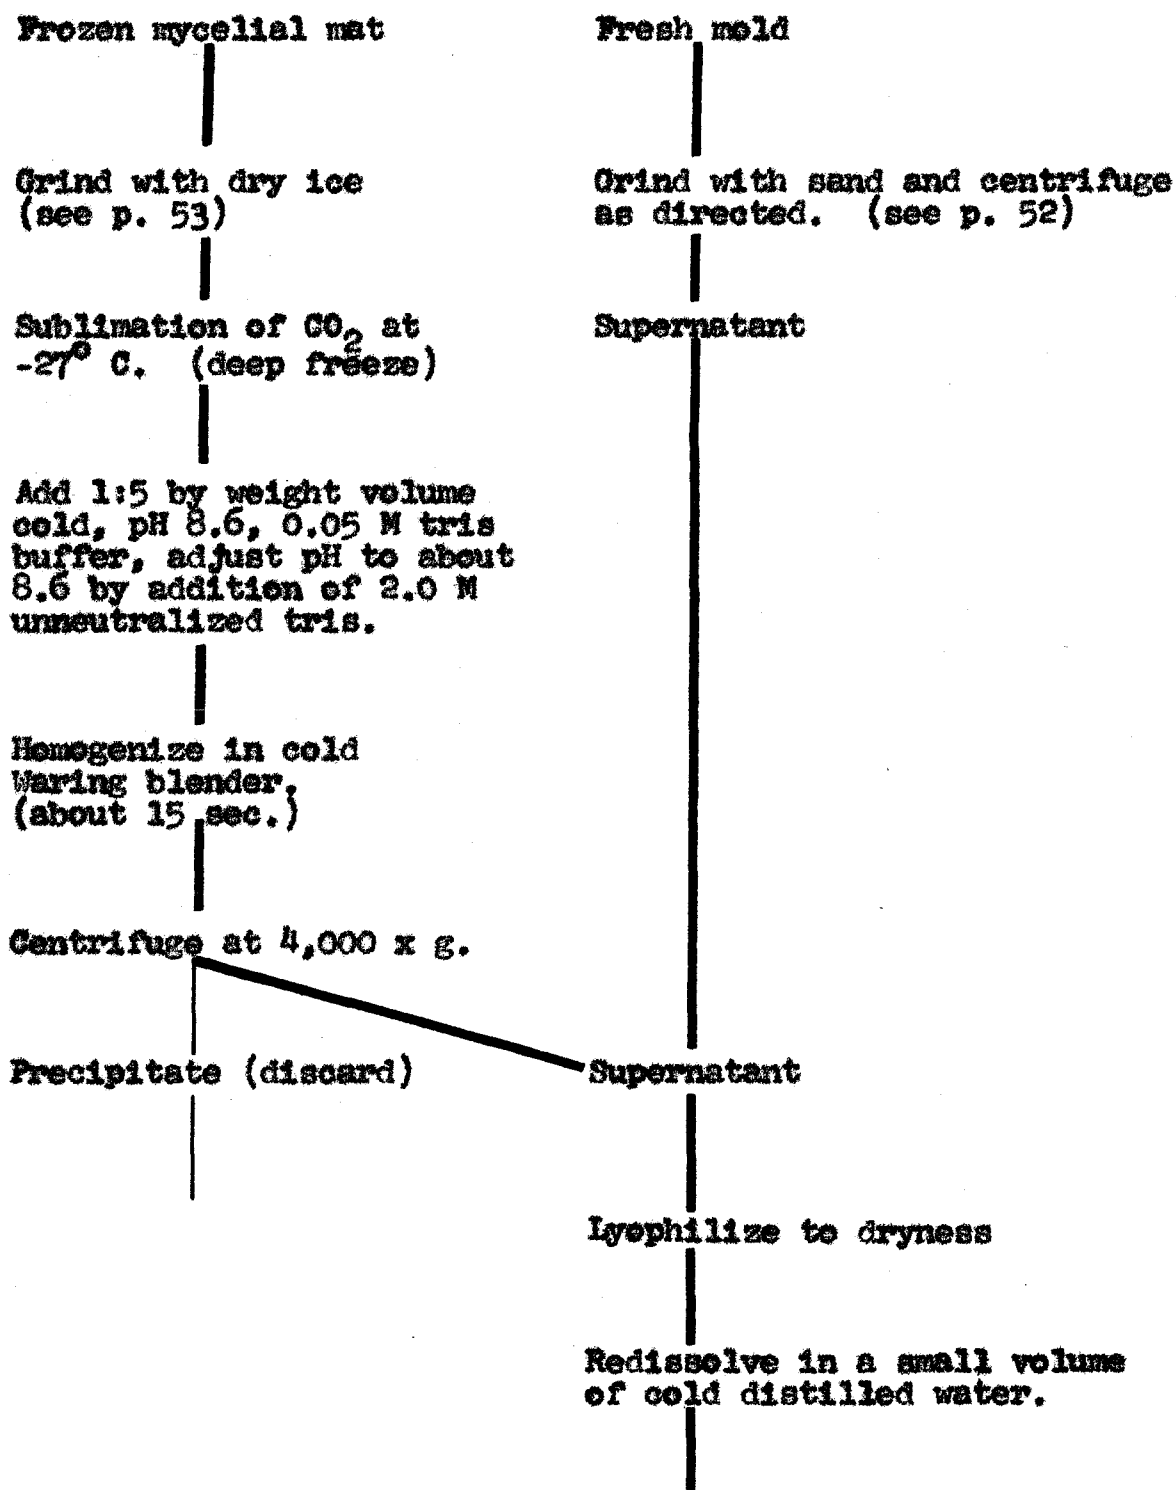 Frozen mycelial mat
Fresh mold
Grind with dry ice
(see p. 53)
Grind with sand and centrifuge
as directed. (see p. 52)
Sublimation of CO2 at
-27° C. (deep freeze)
Supernatant
Add 1:5 by weight volume
cold, pH 8.6, 0.05 M tris
buffer, adjust pH to about
8.6 by addition of 2.0 M
unneutralized tris.
Homogenize in cold
Waring blender.
(about 15 sec.)
Centrifuge at 4,000 x g.
Precipitate (discard)
Supernatant
Lyophilize to dryness
Redissolve in a small volume
of cold distilled water.